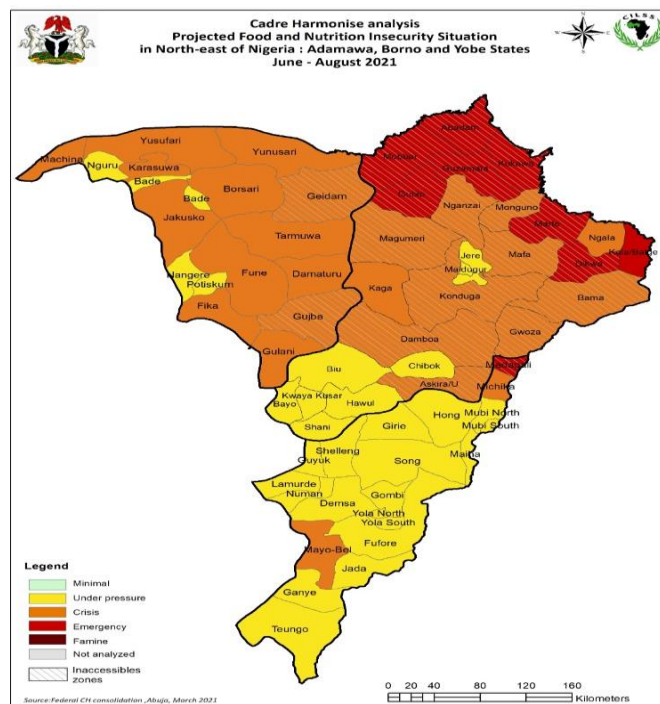 Cadre Harmonise analysis
Projected Food and Nutrition Insecurity Situation
in North-east of Nigeria : Adamawa, Borno and Yobe States
June - August 2021
CILSS
Yusufari
Abadam
Yunusari
Mobbar
Machina
Kukawa
Nguru
Karasuwa
Guzamala
Bade
Borsari
Geidam
Gubio
Bade
Nganzai
Monguno
Jakusko
Marte
Ngala
Tarmuwa
Magumeri
Jere
Mafa
Dikwa
Nangere
Fune
Damaturu
Maidugur
Potiskum
Kaga
Konduga
Bama
Fika
Gujba
Gulani
Damboa
Gwoza
Biu
Chibok
Askira/U
Michika
Kwaya Kusar
Hawul
Bayo
Hong
Mubi North
Shani
Girie
Mubi South
Shelleng
Guyuk
Song
Maiha
Lamurde
Numan
Gombi
Demsa
Yola North
Yola South
Mayo-Bel
Fufore
Jada
Ganye
Teungo
Legend
Minimal
Under pressure
Crisis
Emergency
Famine
Not analyzed
Inaccessibles
zones
0 10 20 40 80 120 160
Kilometers
Source:Federal CH consolidation ,Abuja, March 2021